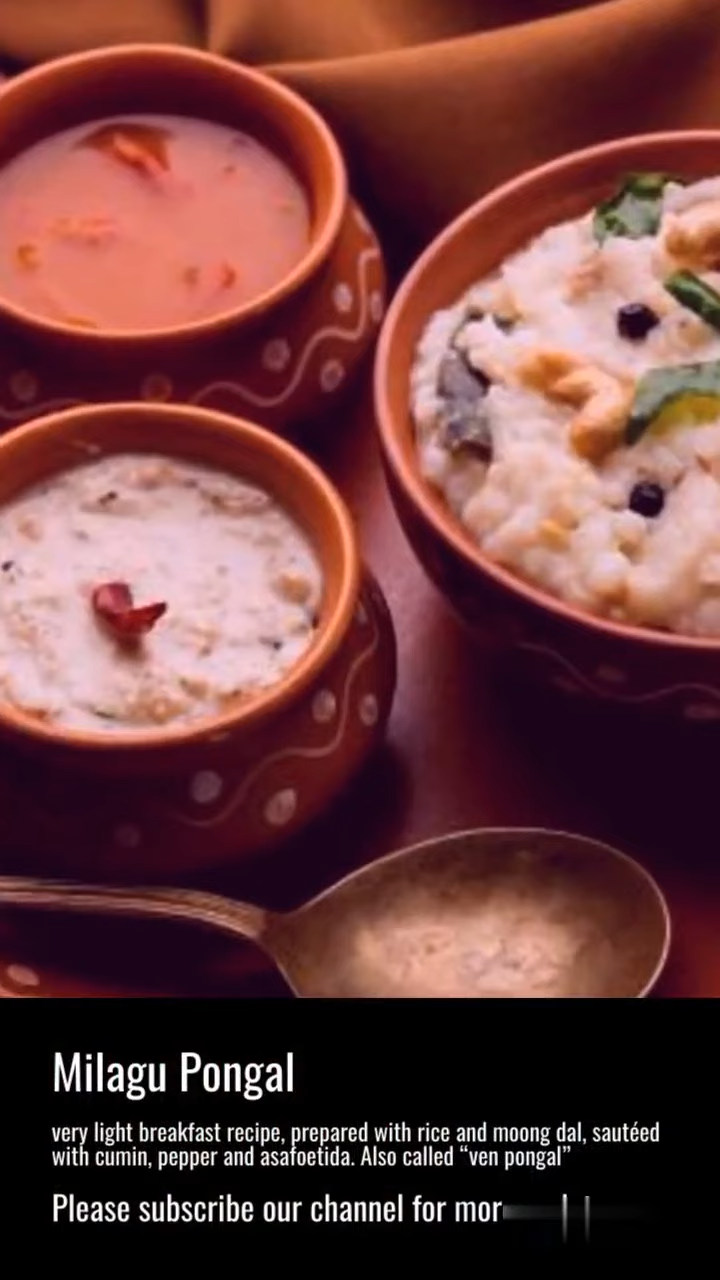 Milagu Pongal
very light breakfast recipe, prepared with rice and moong dal, sautéed
with cumin, pepper and asafoetida. Also called “ven pongal”
Please subscribe our channel for